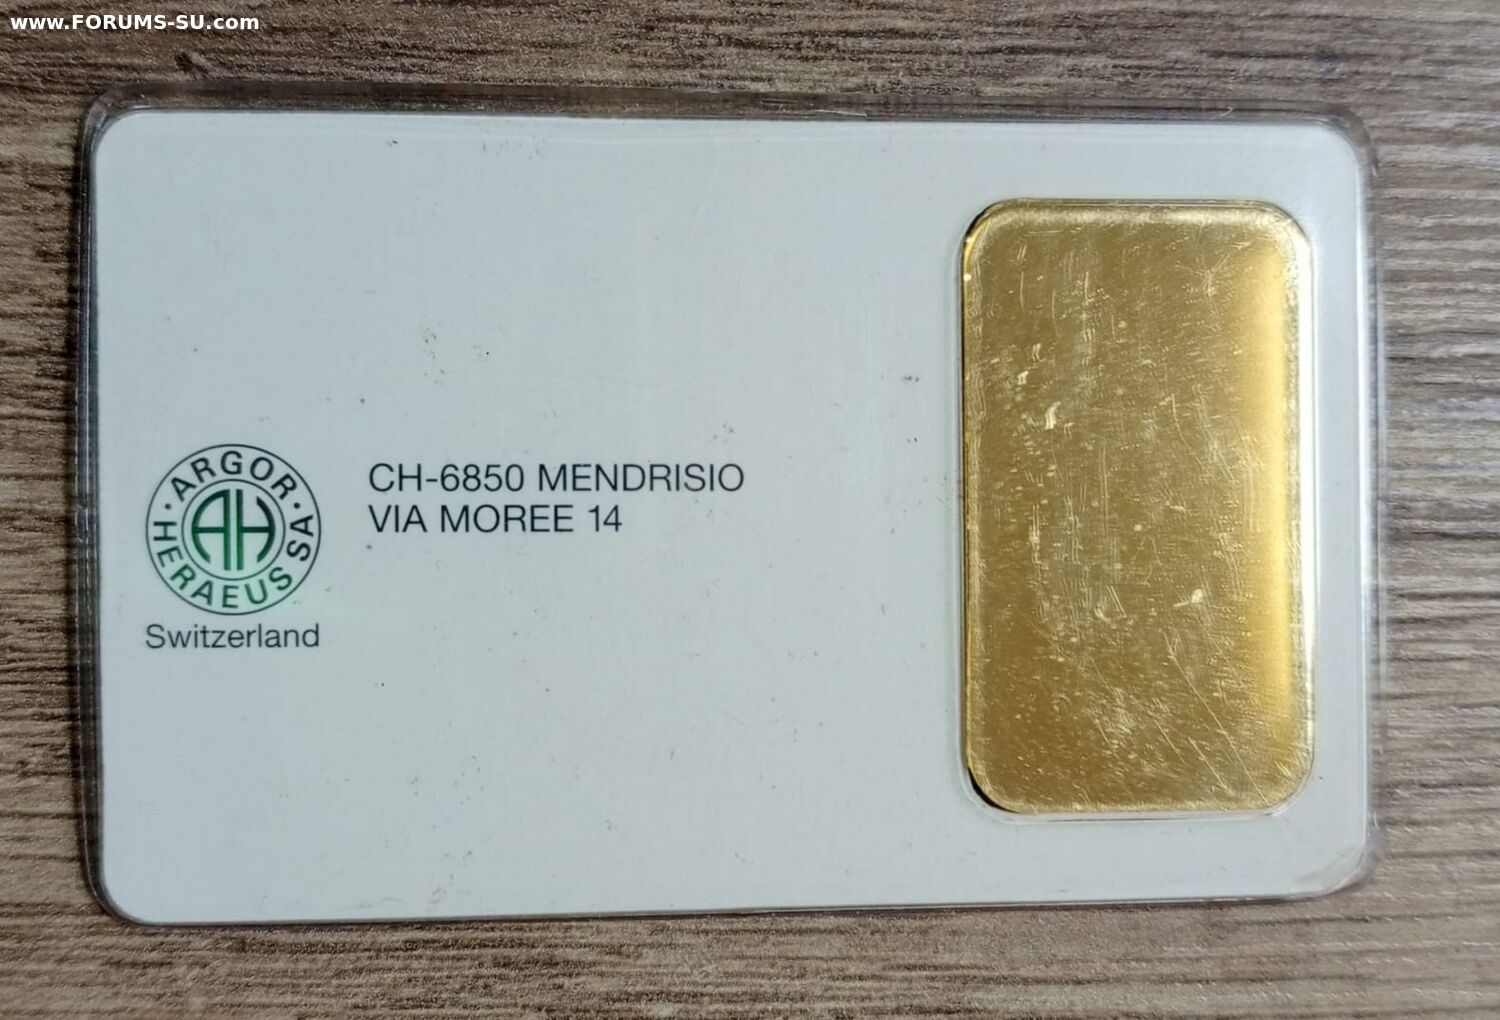 www.FORUMS-SU.com
ARGOR
HERAEUS SA
AH
Switzerland
CH-6850 MENDRISIO
VIA MOREE 14